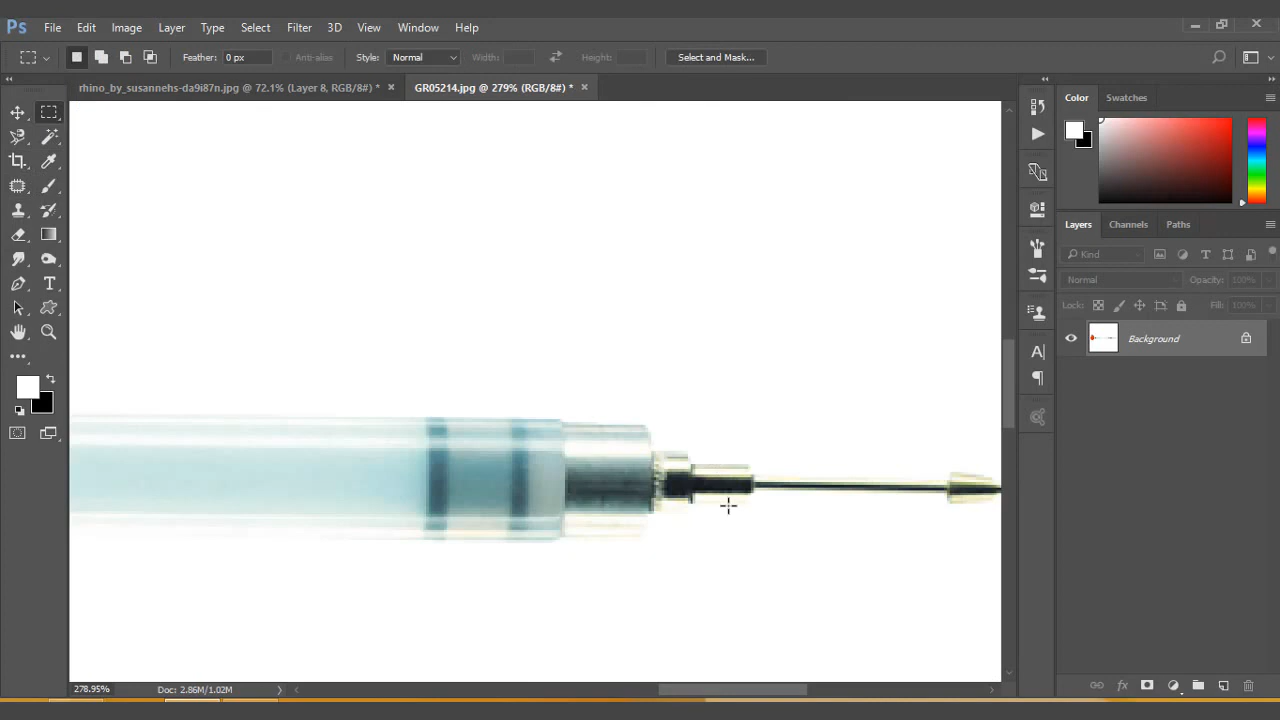 Ps File Edit Image Layer Type Select Filter 3D View Window Help
Feather: 0 px Anti-alias Style: Normal Width: Height: Select and Mask...
rhino_by_susannehs-da9i87n.jpg @ 72.1% (Layer 8, RGB/8#) * GR05214.jpg @ 279% (RGB/8#) *
Color Swatches
Layers Channels Paths
Kind
Normal Opacity: 100%
Lock: Fill: 100%
Background
278.95% Doc: 2.86M/1.02M